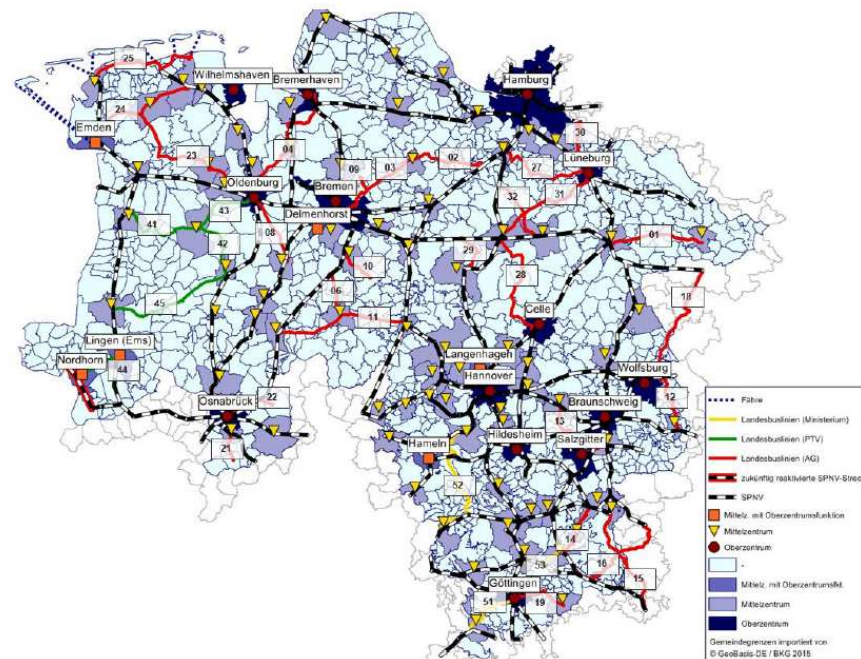 25
Wilhelmshaven
Bremerhaven
Hamburg
24
Emden
30
23
04
09
03
02
27
Lüneburg
Oldenburg
Bremen
32
31
43
Delmenhorst
41
42
08
29
01
10
28
18
45
06
11
Celle
Lingen (Ems)
Langenhagen
Nordhorn
44
Hannover
Wolfsburg
22
Osnabrück
Braunschweig
12
13
Hildesheim
Salzgitter
Hameln
21
52
14
53
16
15
Göttingen
51
19
Fähre
Landesbuslinien (Ministerium)
Landesbuslinien (PTV)
Landesbuslinien (AG)
zukünftig reaktivierte SPNV-Strec
SPNV
Mittelz. mit Oberzentrumsfunktion
Mittelzentrum
Oberzentrum
-
Mittelz. mit Oberzentrumsfkt.
Mittelzentrum
Oberzentrum
Gemeindegrenzen importiert von
© GeoBasis-DE / BKG 2015